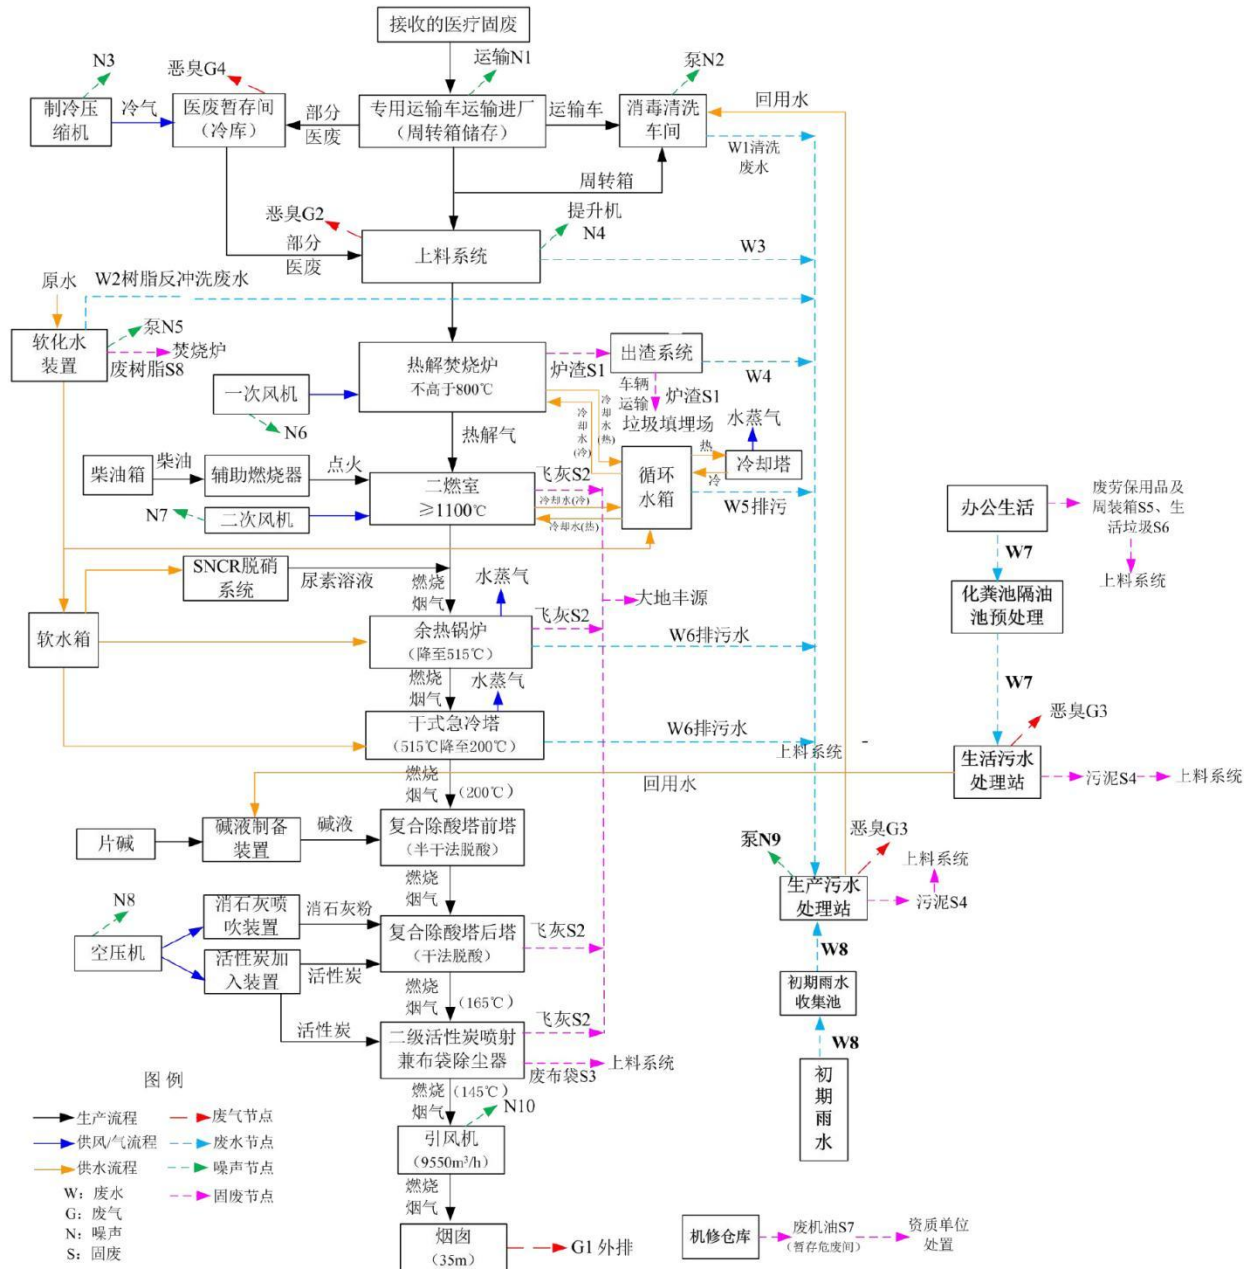 接收的医疗固废
N3
恶臭G4
运输N1
泵N2
制冷压
缩机
冷气
医废暂存间
（冷库）
部分
医废
专用运输车运输进厂
（周转箱储存）
运输车
消毒清洗
车间
回用水
W1清洗
废水
周转箱
恶臭G2
提升机
N4
部分
医废
上料系统
W3
原水
W2树脂反冲洗废水
软化水
装置
泵N5
焚烧炉
废树脂S8
热解焚烧炉
不高于800℃
炉渣S1
出渣系统
W4
车辆
运输
炉渣S1
垃圾填埋场
一次风机
N6
冷却水(热)
冷却水(冷)
水蒸气
热解气
循环
水箱
热
冷
冷却塔
柴油箱
柴油
辅助燃烧器
点火
二燃室
≥1100℃
飞灰S2
冷却水(冷)
冷却水(热)
W5排污
N7
二次风机
办公生活
废劳保用品及
周装箱S5、生
活垃圾S6
W7
上料系统
SNCR脱硝
系统
尿素溶液
燃烧
烟气
水蒸气
大地丰源
化粪池隔油
池预处理
软水箱
余热锅炉
（降至515℃）
飞灰S2
W6排污水
燃烧
烟气
水蒸气
W7
干式急冷塔
（515℃降至200℃）
W6排污水
上料系统
恶臭G3
生活污水
处理站
污泥S4
上料系统
燃烧
烟气
（200℃）
回用水
片碱
碱液制备
装置
碱液
复合除酸塔前塔
（半干法脱酸）
泵N9
恶臭G3
上料系统
生产污水
处理站
污泥S4
燃烧
烟气
N8
空压机
消石灰喷
吹装置
消石灰粉
复合除酸塔后塔
（干法脱酸）
飞灰S2
活性炭加
入装置
活性炭
W8
初期雨水
收集池
燃烧
烟气
（165℃）
活性炭
二级活性炭喷射
兼布袋除尘器
飞灰S2
废布袋S3
上料系统
W8
初
期
雨
水
燃烧
烟气
（145℃）
N10
引风机
（9550m³/h）
燃烧
烟气
烟囱
（35m）
G1外排
机修仓库
废机油S7
（暂存危废间）
资质单位
处置
图 例
生产流程
废气节点
供风/气流程
废水节点
供水流程
噪声节点
固废节点
W：废水
G：废气
N：噪声
S：固废